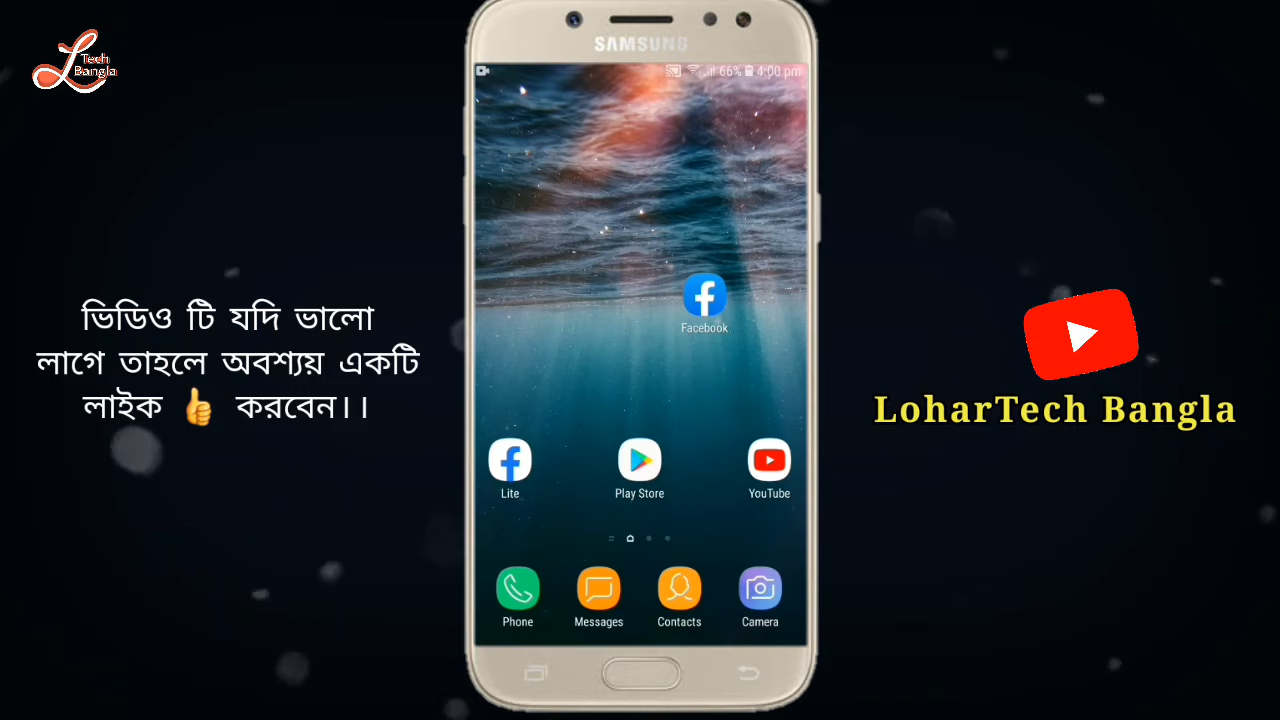 Tech
Bangla
SAMSUNG
66% 4:00 pm
Facebook
ভিডিও টি যদি ভালো
লাগে তাহলে অবশ্যয় একটি
লাইক 👍 করবেন।।
LoharTech Bangla
Lite
Play Store
YouTube
Phone
Messages
Contacts
Camera